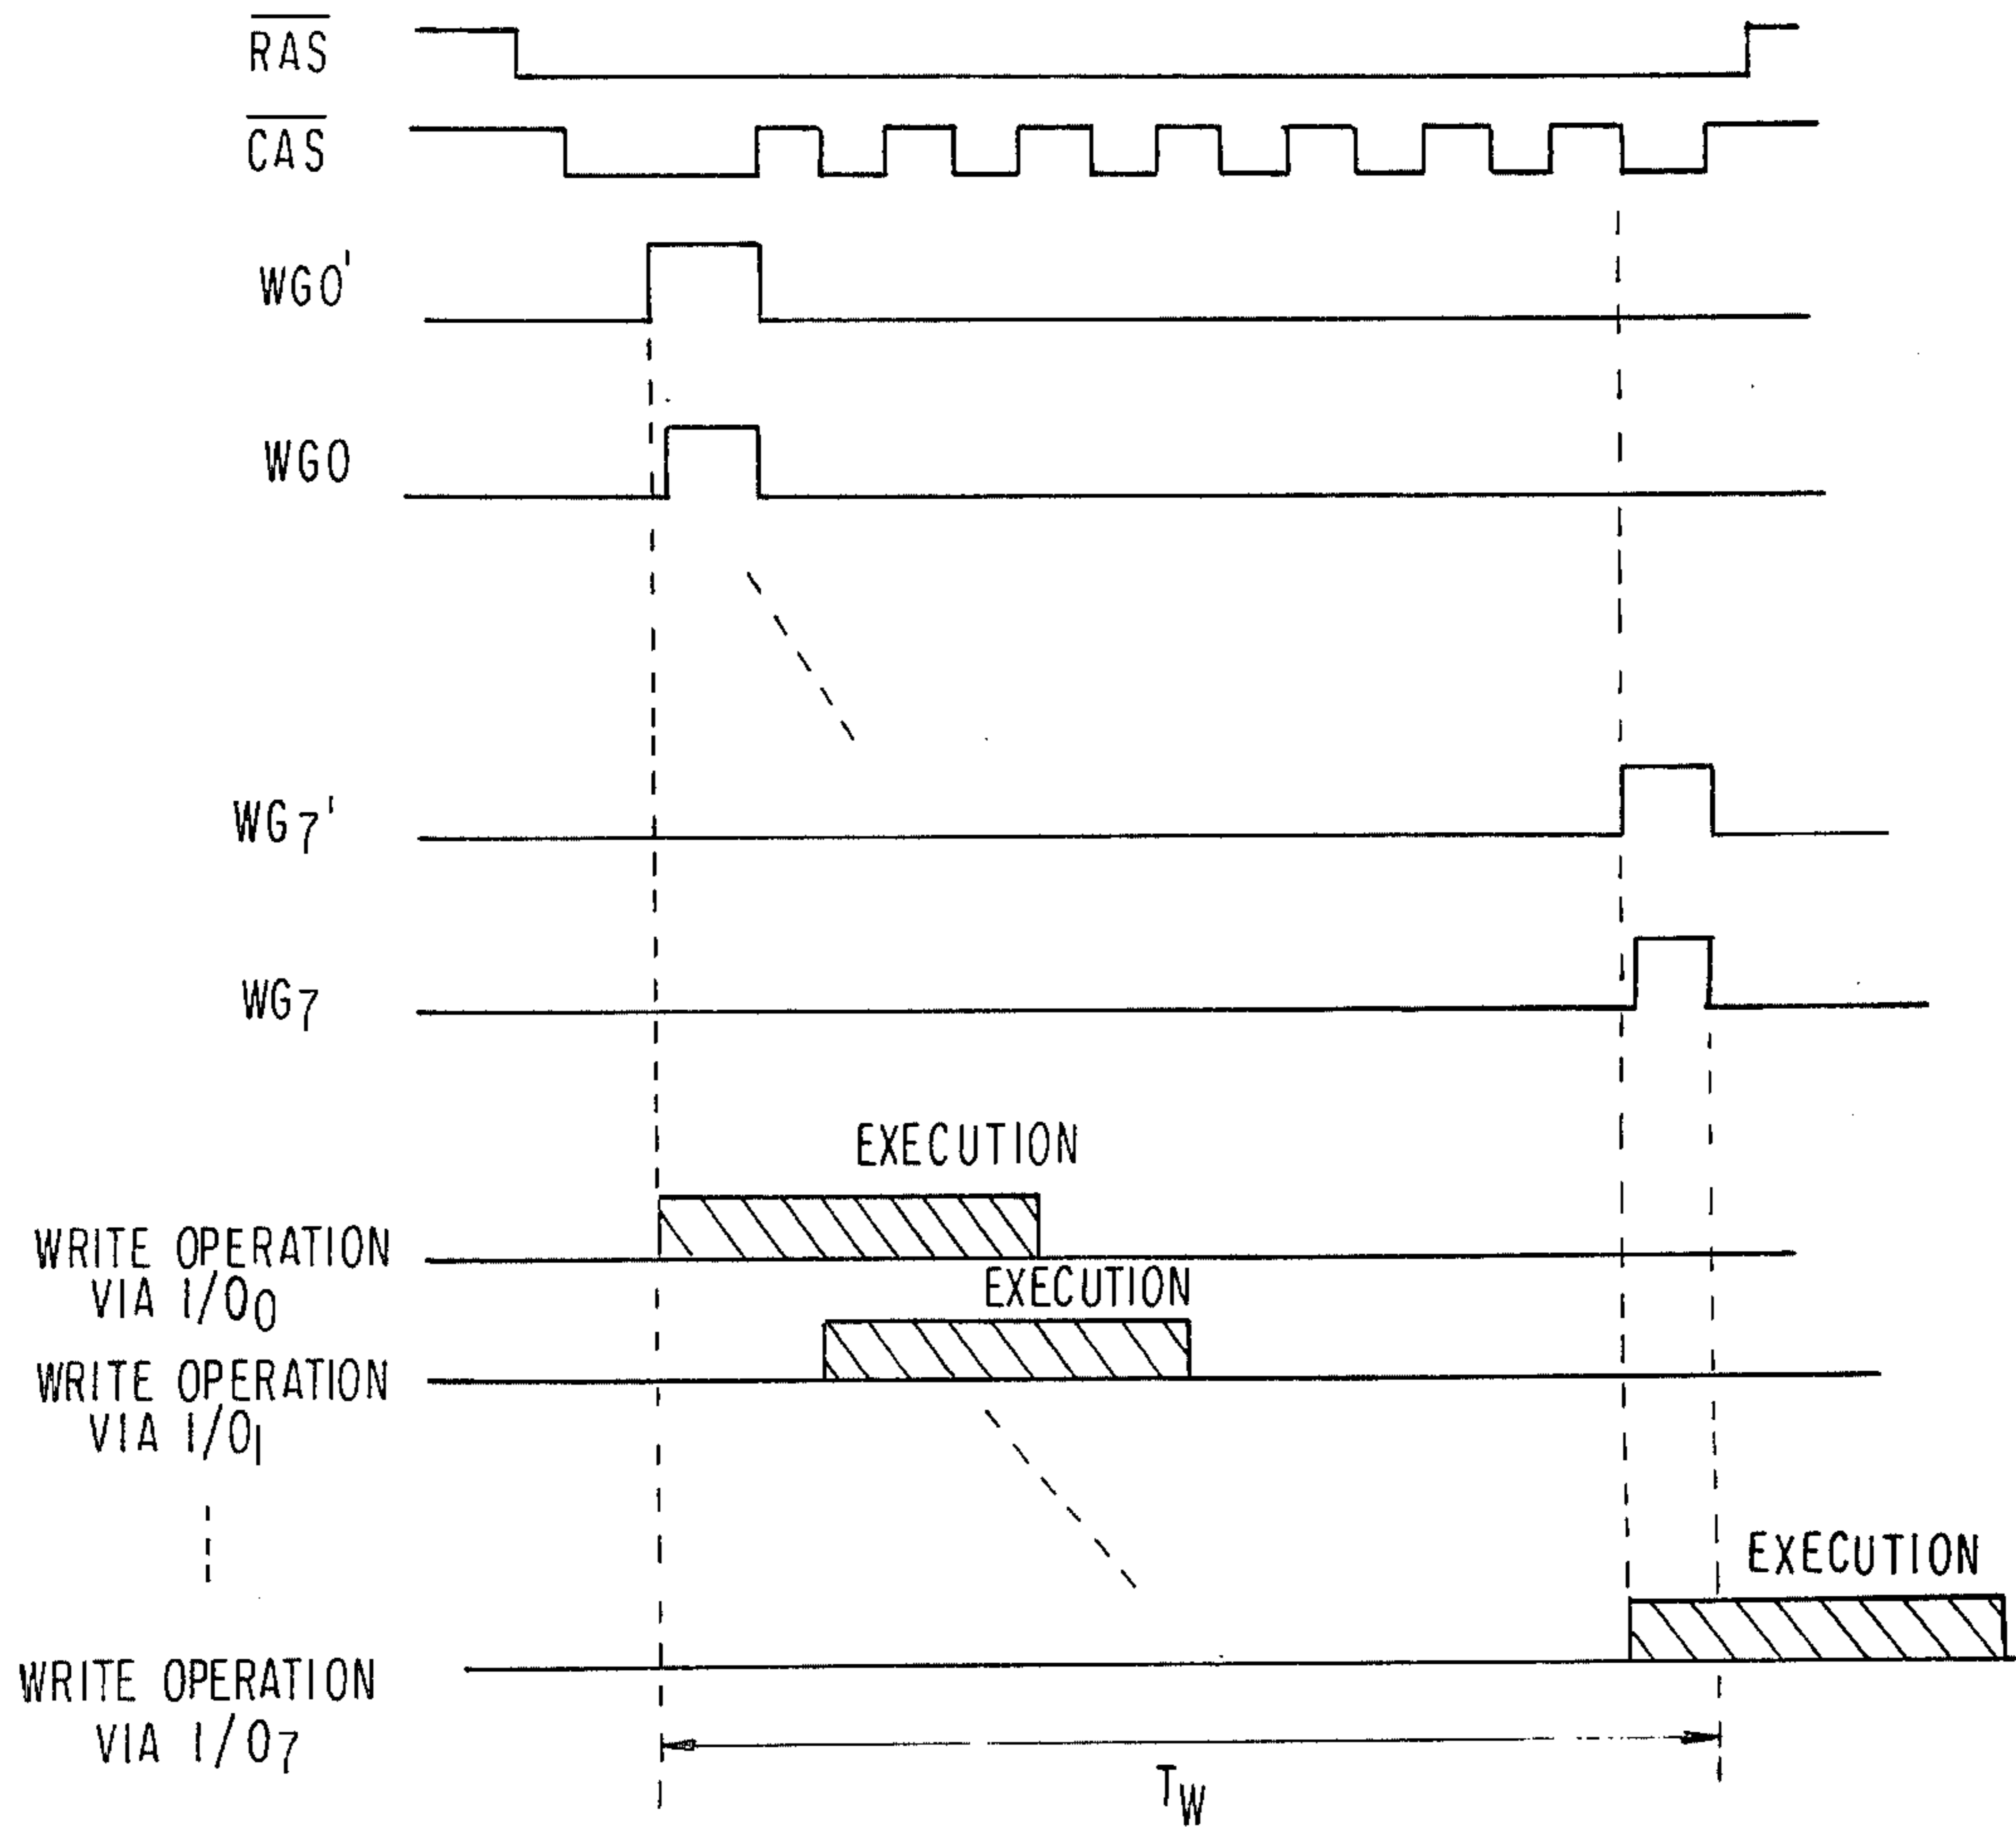 RAS
CAS
WG0'
WG0
WG7'
WG7
EXECUTION
WRITE OPERATION
VIA I/O0
EXECUTION
WRITE OPERATION
VIA I/O1
EXECUTION
WRITE OPERATION
VIA I/O7
TW